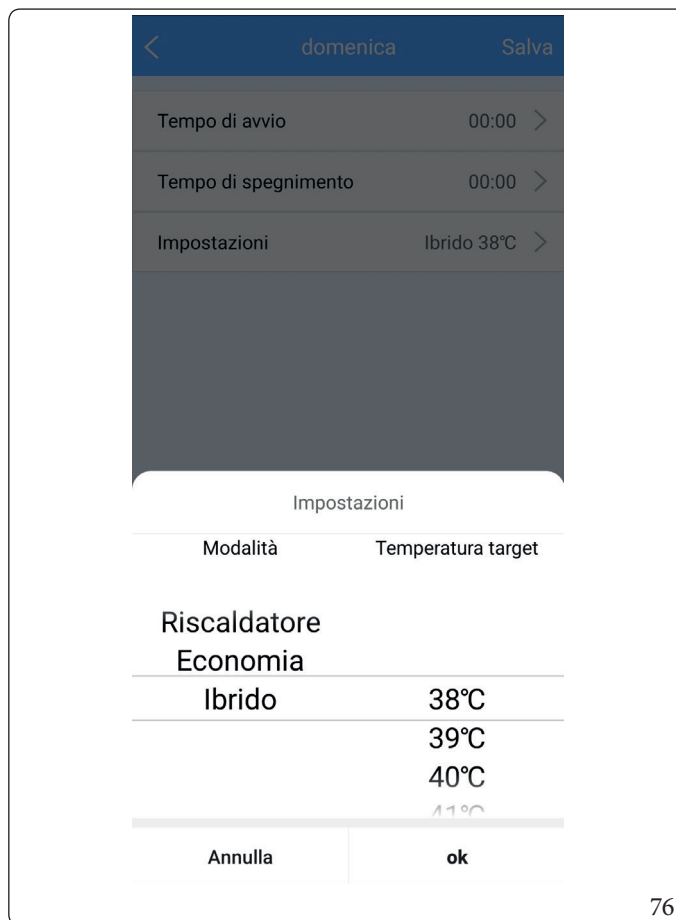 domenica Salva
Tempo di avvio 00:00
Tempo di spegnimento 00:00
Impostazioni Ibrido 38℃
Impostazioni
Modalità Temperatura target
Riscaldatore
Economia
Ibrido 38℃
39℃
40℃
41℃
Annulla ok
76